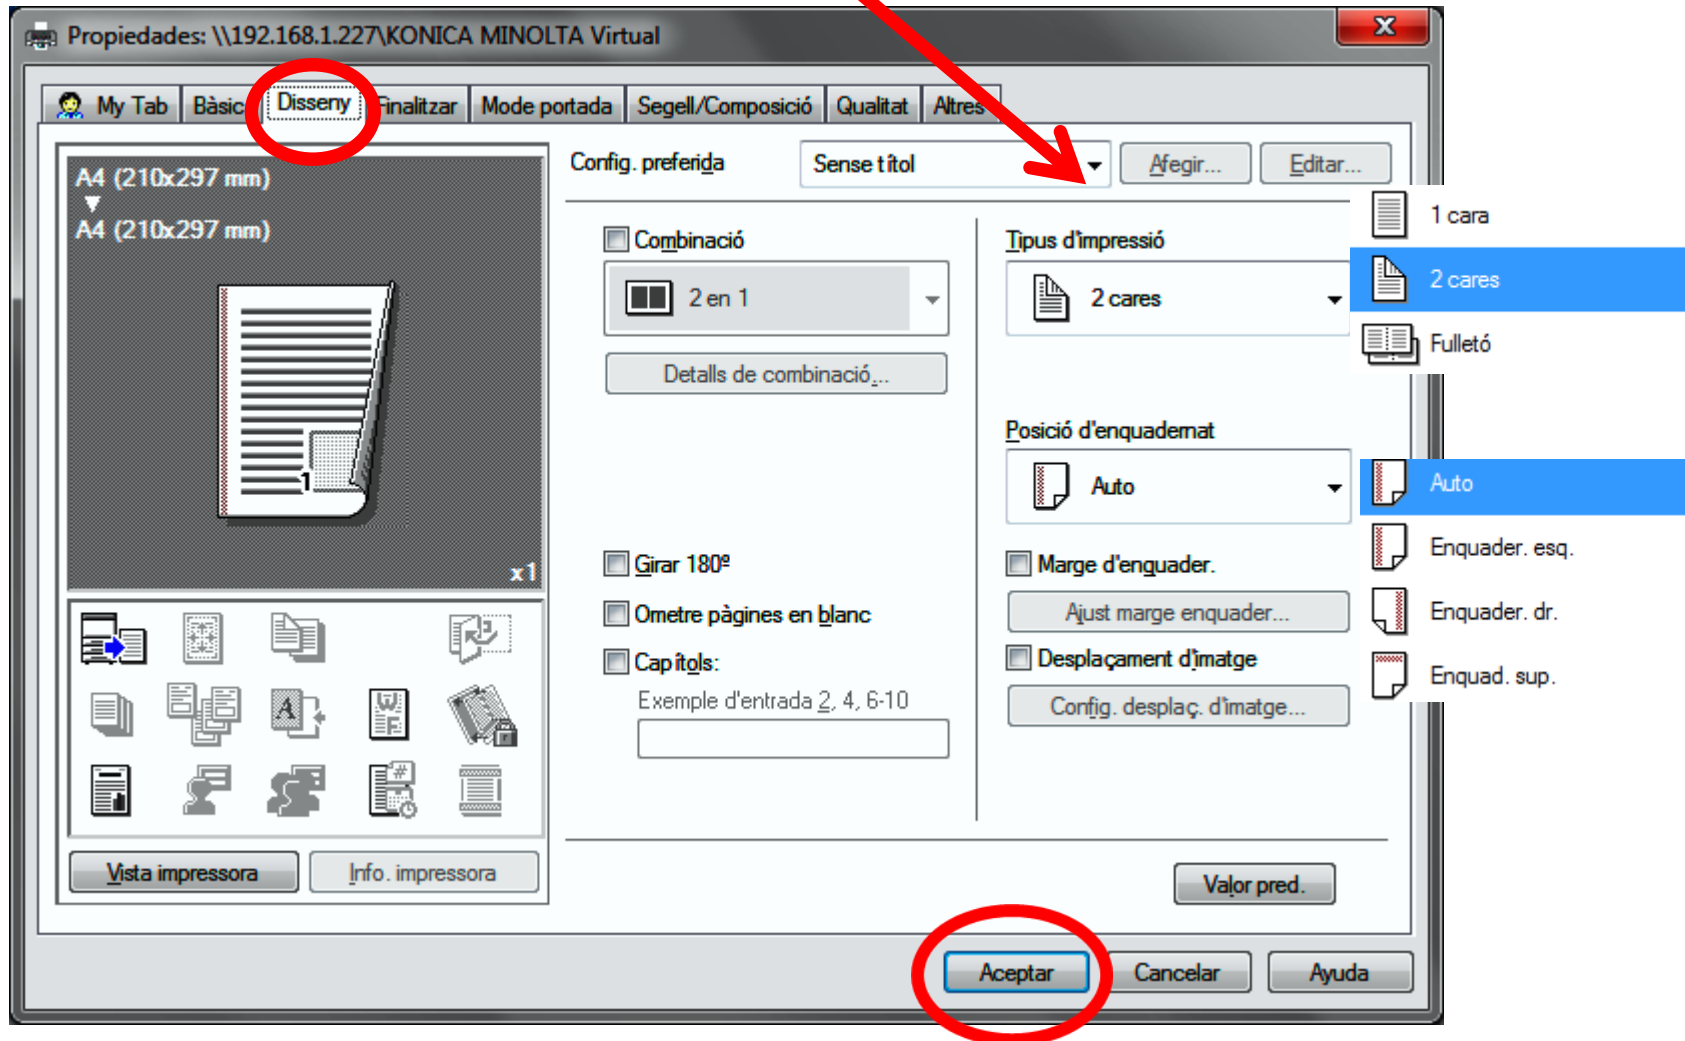 Propiedades: \\192.168.1.227\KONICA MINOLTA Virtual
X
My Tab
Bàsic
Disseny
Finalitzar
Mode portada
Segell/Composició
Qualitat
Altres
A4 (210x297 mm)
A4 (210x297 mm)
1
x1
Vista impressora
Info. impressora
Config. preferida
Sense títol
Afegir...
Editar...
Combinació
2 en 1
Detalls de combinació...
Girar 180º
Ometre pàgines en blanc
Capítols:
Exemple d'entrada 2, 4, 6-10
Tipus d'impressió
2 cares
1 cara
2 cares
Fulletó
Posició d'enquadernat
Auto
Auto
Enquader. esq.
Enquader. dr.
Enquad. sup.
Marge d'enquader.
Ajust marge enquader...
Desplaçament d'imatge
Config. desplaç. d'imatge...
Valor pred.
Aceptar
Cancelar
Ayuda